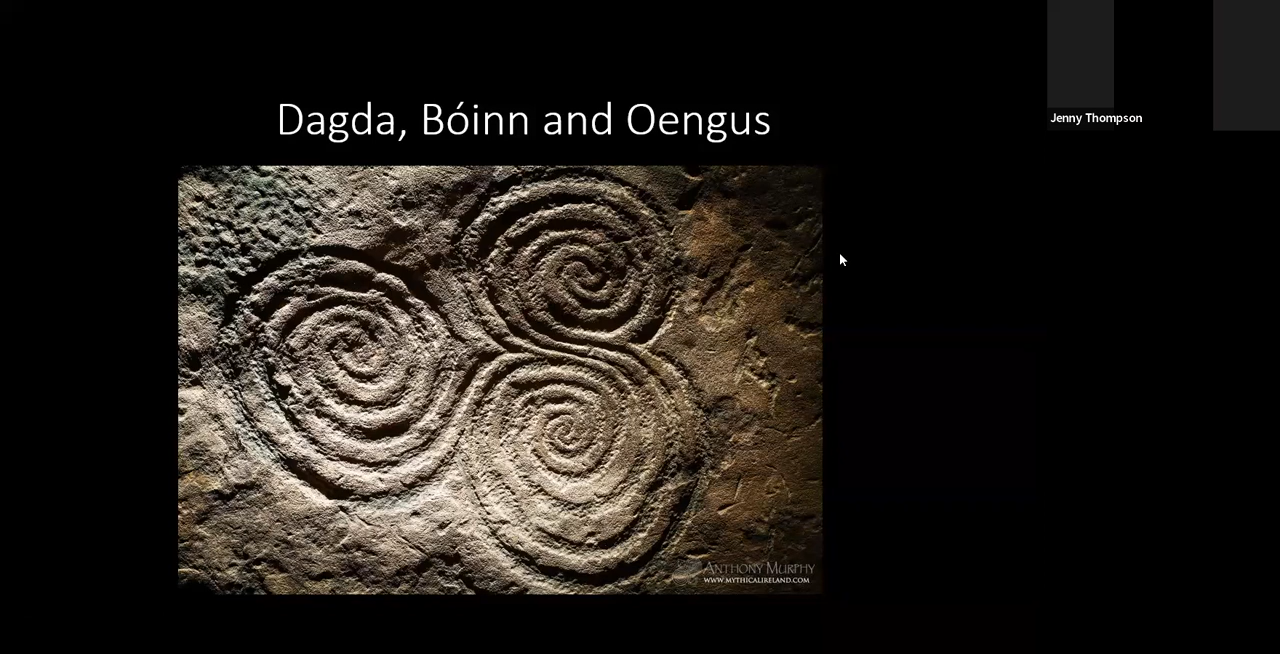 Dagda, Bóinn and Oengus
Jenny Thompson
ANTHONY MURPHY
WWW.MYTHICALIRELAND.COM